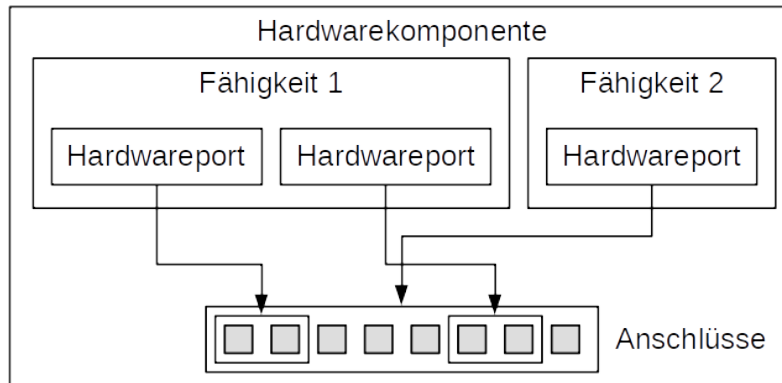 Hardwarekomponente
Fähigkeit 1
Fähigkeit 2
Hardwareport
Hardwareport
Hardwareport
Anschlüsse